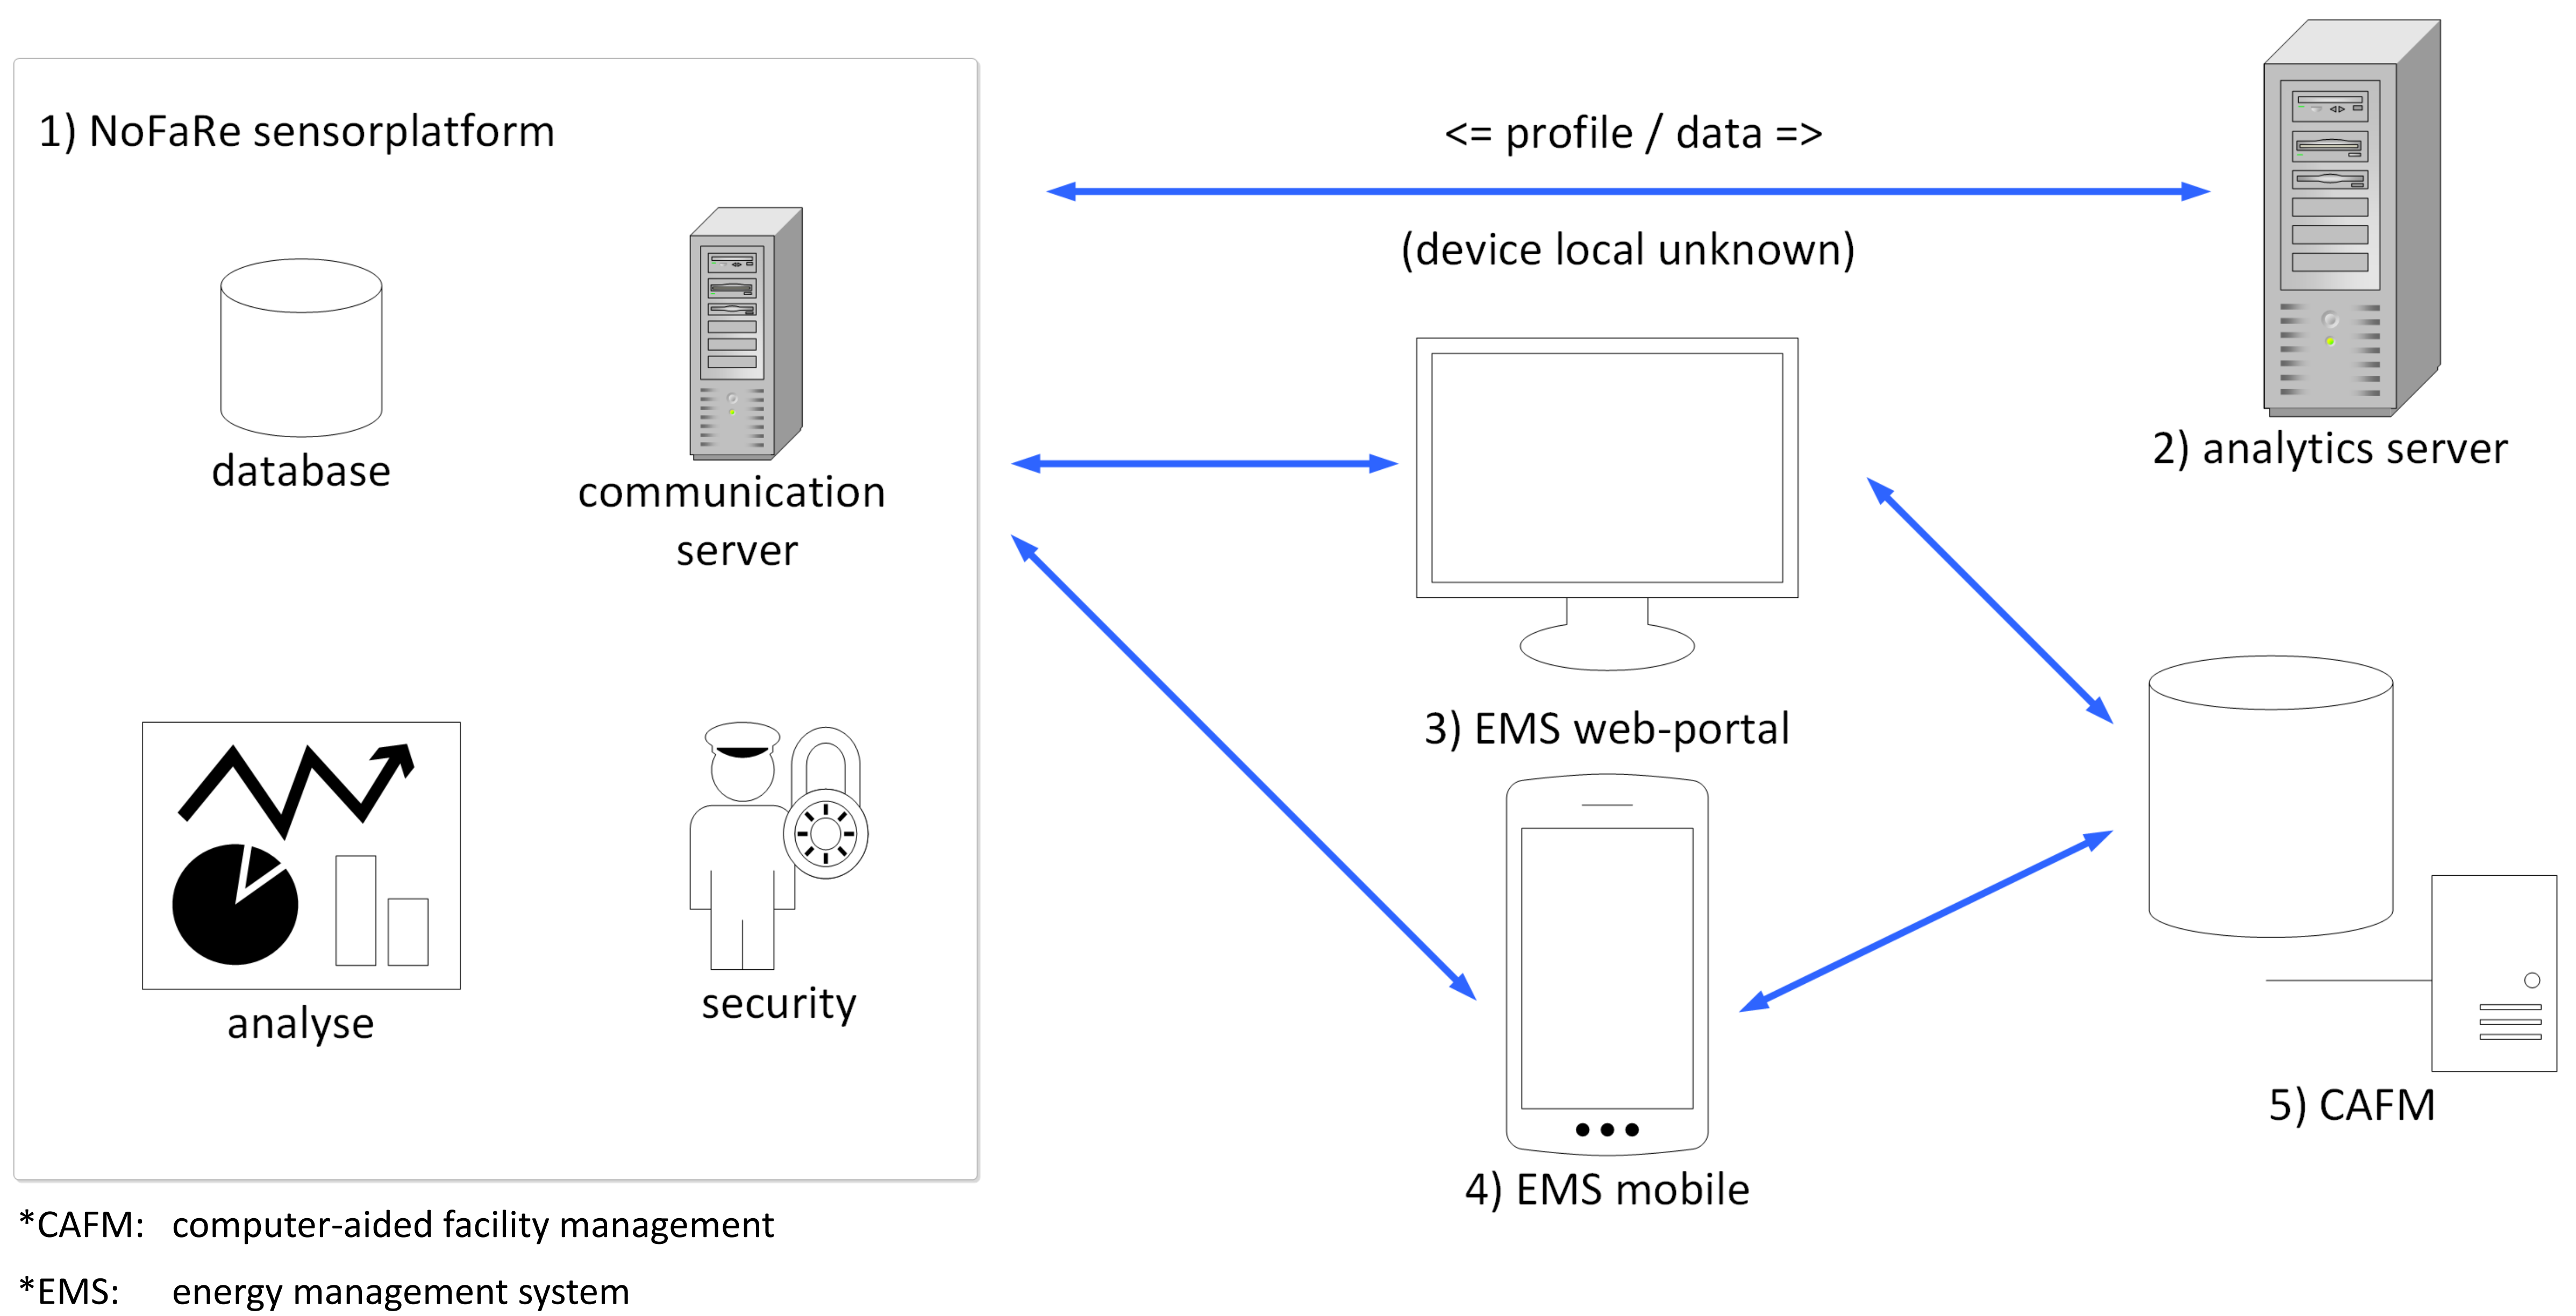 1) NoFaRe sensorplatform
database
communication
server
analyse
security
<= profile / data =>
(device local unknown)
2) analytics server
3) EMS web-portal
4) EMS mobile
5) CAFM
*CAFM: computer-aided facility management
*EMS: energy management system